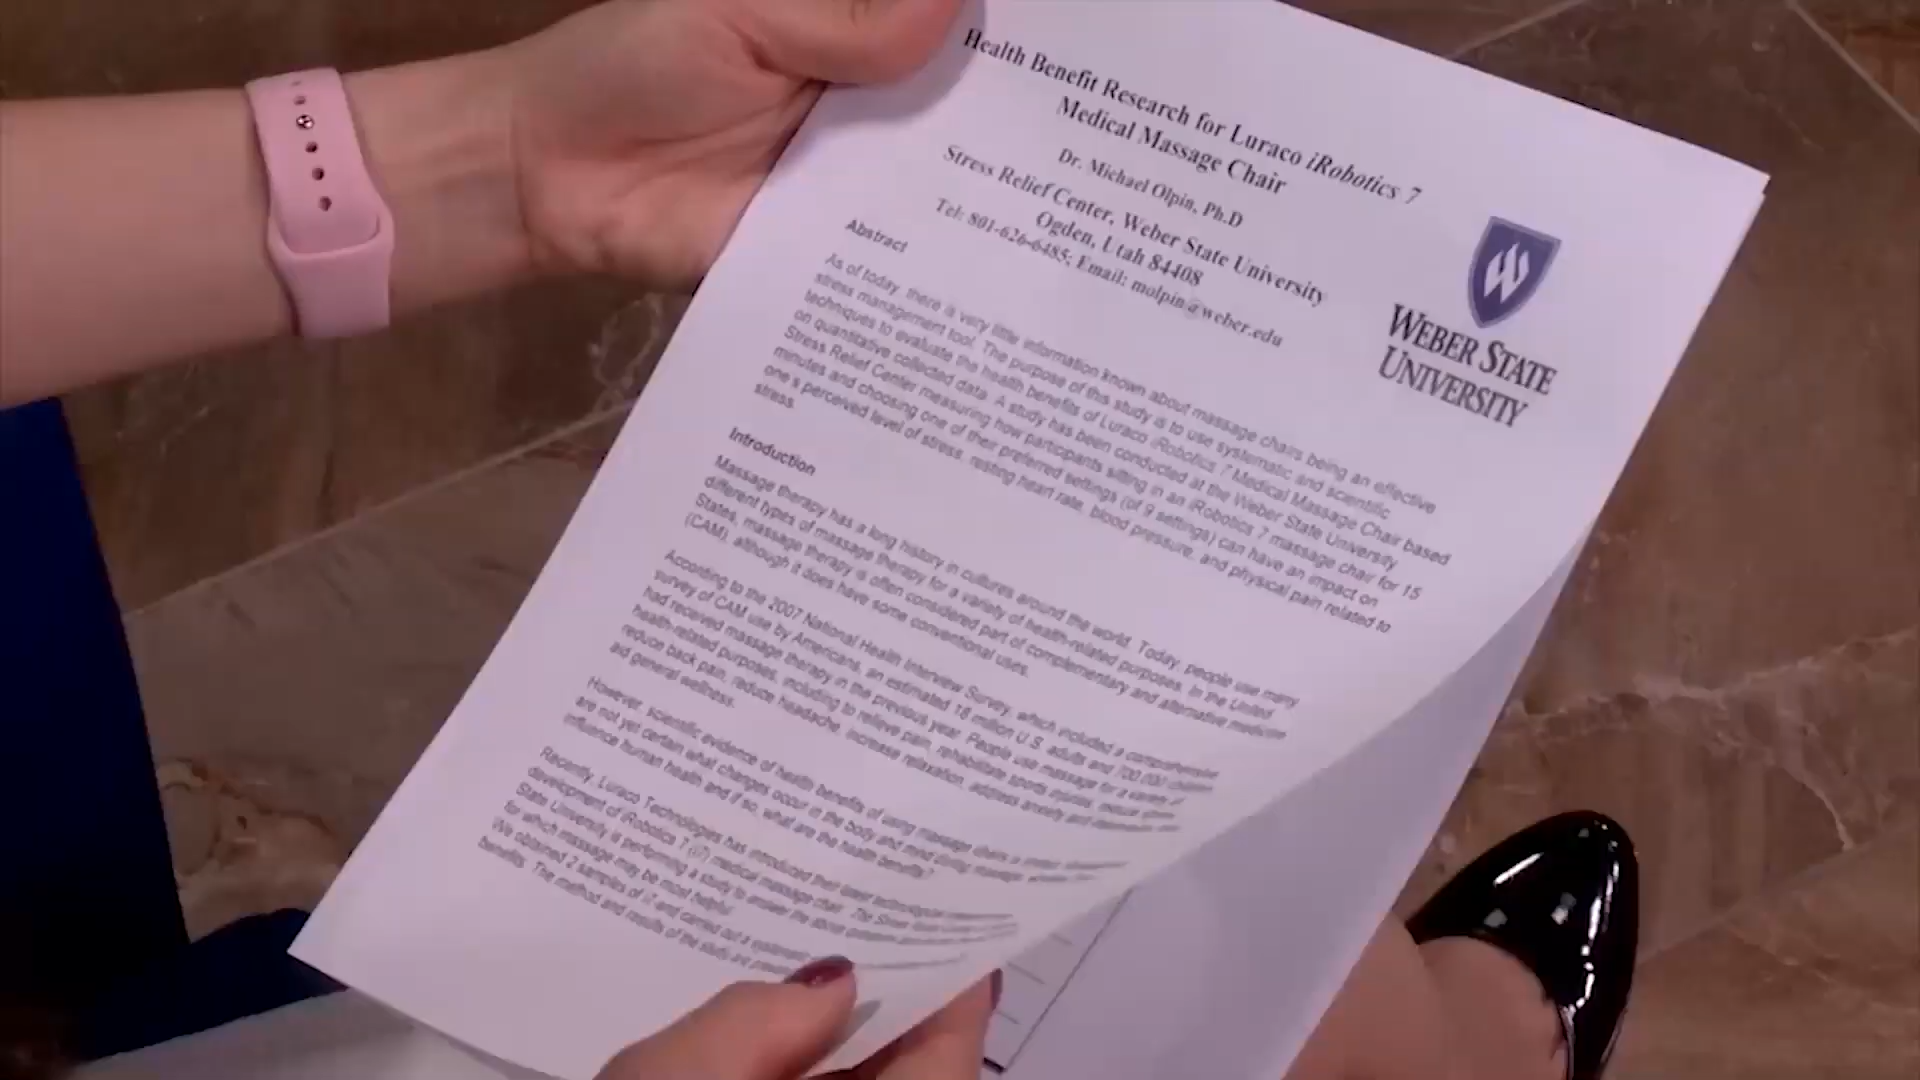 Health Benefit Research for Luraco iRobotics 7
Medical Massage Chair
Dr. Michael Olpin, Ph.D
Stress Relief Center, Weber State University
Ogden, Utah 84408
Tel: 801-626-6485; Email: molpin@weber.edu
WEBER STATE
UNIVERSITY
Abstract
As of today, there is very little information known about massage chairs being an effective
stress management tool. The purpose of this study is to use systematic and scientific
techniques to evaluate the health benefits of Luraco iRobotics 7 Medical Massage Chair based
on quantitative collected data. A study has been conducted at the Weber State University
Stress Relief Center measuring how participants sitting in an iRobotics 7 massage chair for 15
minutes and choosing one of their preferred settings (of 9 settings) can have an impact on
one's perceived level of stress, resting heart rate, blood pressure, and physical pain related to
stress.
Introduction
Massage therapy has a long history in cultures around the world. Today, people use many
different types of massage therapy for a variety of health-related purposes. In the United
States, massage therapy is often considered part of complementary and alternative medicine
(CAM), although it does have some conventional uses.
According to the 2007 National Health Interview Survey, which included a comprehensive
survey of CAM use by Americans, an estimated 18 million U.S. adults and 700,000 children
had received massage therapy in the previous year. People use massage for a variety of
health-related purposes, including to relieve pain, rehabilitate sports injuries, reduce stress,
increase relaxation, address anxiety and depression, and
aid general wellness.
However, scientific evidence of health benefits of using massage chairs
are not yet certain what changes occur in the body and mind during massage
influence human health and if so, what are the health benefits?
Recently, Luraco Technologies has introduced their latest technological
development of iRobotics 7 (i7) medical massage chair. The Stress Relief Center
State University is performing a study to answer the above
for which massage may be most helpful.
We obtained 2 samples of i7 and carried out a systematic
benefits. The method and results of the study are